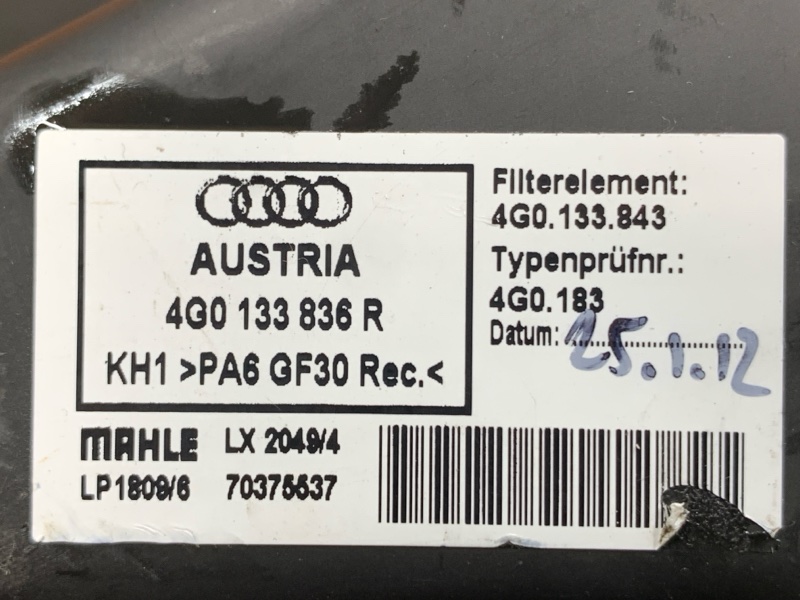 AUSTRIA
4G0 133 836 R
KH1 >PA6 GF30 Rec.<
Filterelement:
4G0.133.843
Typenprüfnr.:
4G0.183
Datum: 25.1.12
MAHLE LX 2049/4
LP1809/6 70375537